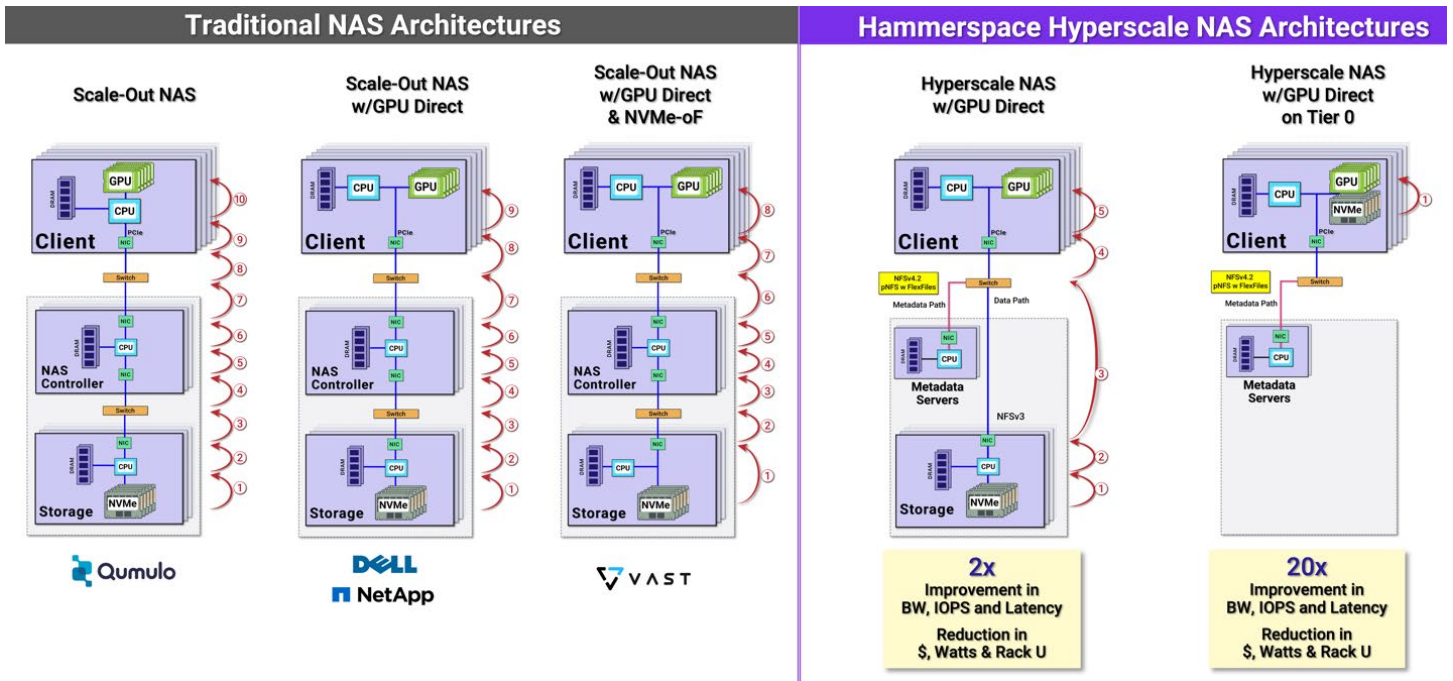 Traditional NAS Architectures
Hammerspace Hyperscale NAS Architectures
Scale-Out NAS
GPU
DRAM
CPU
PCIe
Client
NIC
Switch
NIC
DRAM
CPU
NAS
Controller
NIC
Switch
NIC
DRAM
CPU
NVMe
Storage
⑩
⑨
⑧
⑦
⑥
⑤
④
③
②
①
Qumulo
Scale-Out NAS
w/GPU Direct
DRAM
CPU
GPU
PCIe
Client
NIC
Switch
NIC
DRAM
CPU
NAS
Controller
NIC
Switch
NIC
DRAM
CPU
NVMe
Storage
⑨
⑧
⑦
⑥
⑤
④
③
②
①
DELL
NetApp
Scale-Out NAS
w/GPU Direct
& NVMe-oF
DRAM
CPU
GPU
PCIe
Client
NIC
Switch
NIC
DRAM
CPU
NAS
Controller
NIC
Switch
NIC
DRAM
CPU
NVMe
Storage
⑧
⑦
⑥
⑤
④
③
②
①
VAST
Hyperscale NAS
w/GPU Direct
DRAM
CPU
GPU
PCIe
Client
NIC
NFSv4.2
pNFS w FlexFiles
Switch
Metadata Path
Data Path
NIC
DRAM
CPU
Metadata
Servers
NFSv3
NIC
DRAM
CPU
NVMe
Storage
⑤
④
③
②
①
2x
Improvement in
BW, IOPS and Latency
Reduction in
$, Watts & Rack U
Hyperscale NAS
w/GPU Direct
on Tier 0
DRAM
CPU
GPU
NVMe
PCIe
Client
NIC
①
NFSv4.2
pNFS w FlexFiles
Switch
Metadata Path
NIC
DRAM
CPU
Metadata
Servers
20x
Improvement in
BW, IOPS and Latency
Reduction in
$, Watts & Rack U